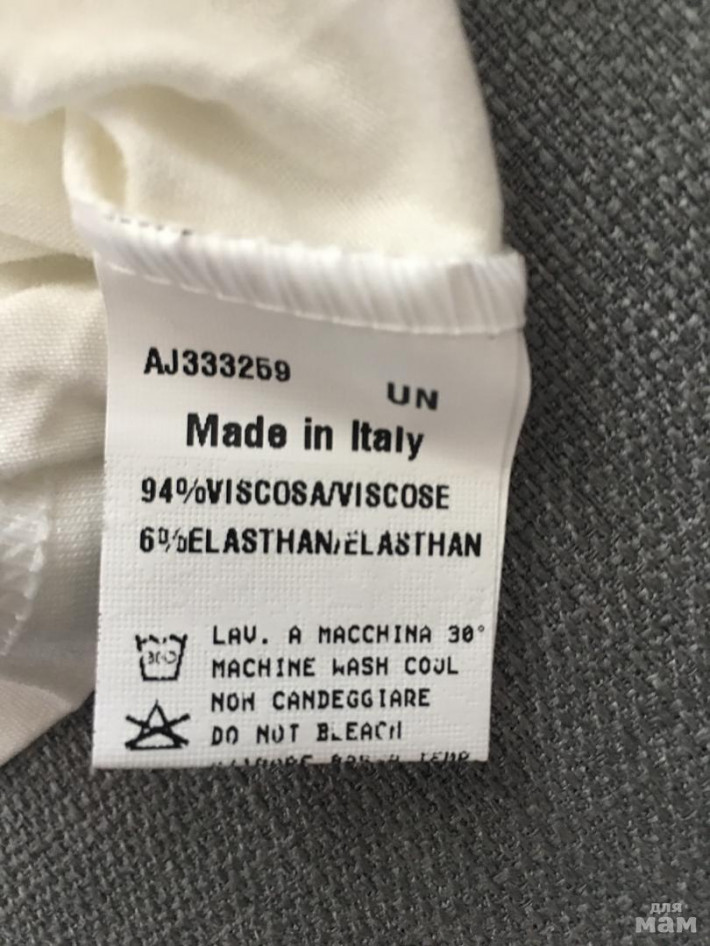 AJ333259
UN
Made in Italy
94%VISCOSA/VISCOSE
6%ELASTHAN/ELASTHAN
30°
LAV. A MACCHINA 30°
MACHINE WASH COOL
NON CANDEGGIARE
DO NOT BLEACH
для
мам